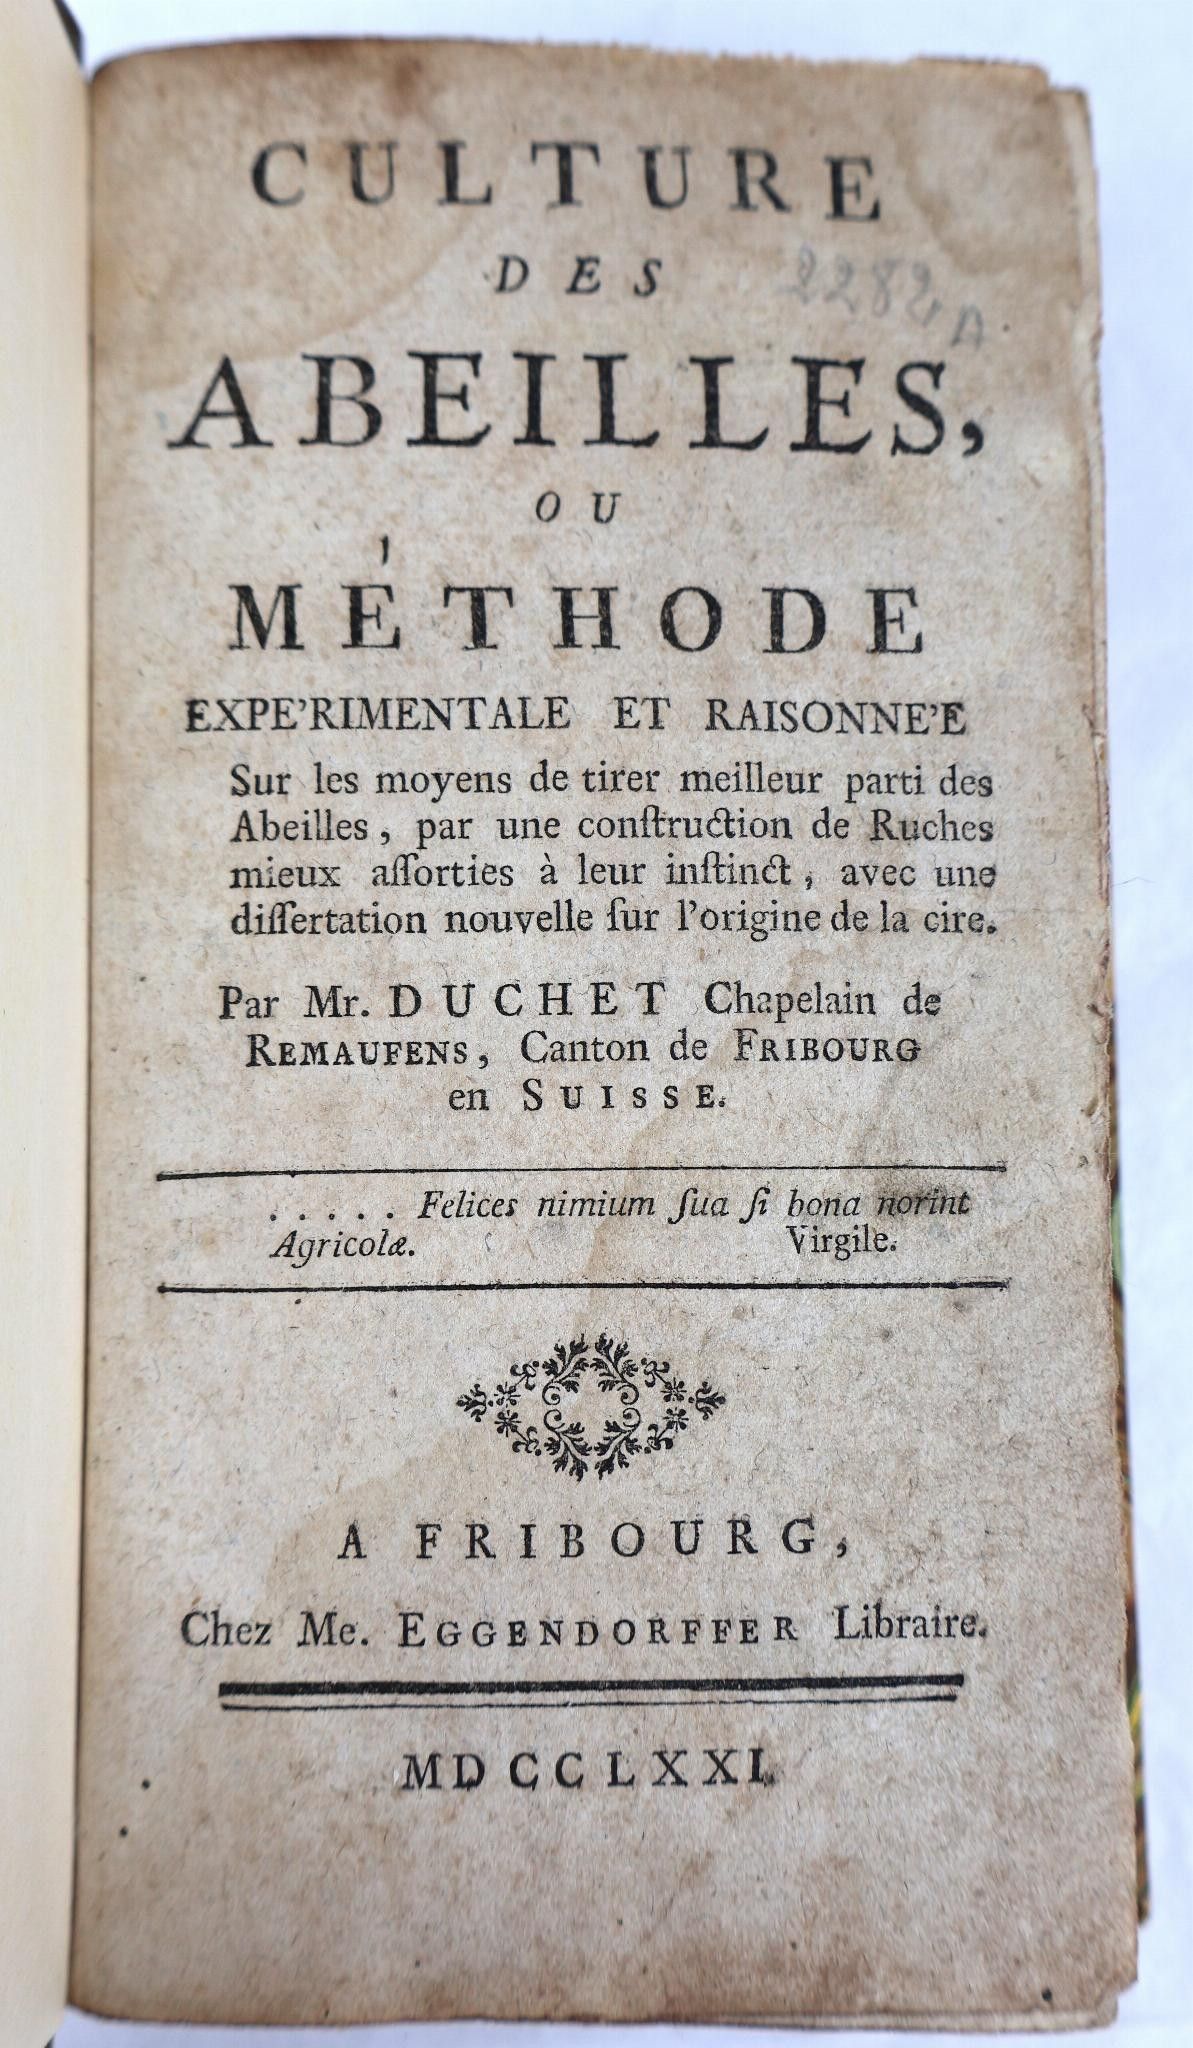 CULTURE
DES
2282 A
ABEILLES,
OU
MÉTHODE
EXPE'RIMENTALE ET RAISONNE'E
Sur les moyens de tirer meilleur parti des
Abeilles, par une conſtruction de Ruches
mieux aſſorties à leur inſtinct, avec une
diſſertation nouvelle ſur l'origine de la cire.
Par Mr. DUCHET Chapelain de
REMAUFENS, Canton de FRIBOURG
en SUISSE.
..... Felices nimium ſua ſi bona norint
Agricolæ. Virgile.
A FRIBOURG,
Chez Me. EGGENDORFFER Libraire.
MDCCLXXI.